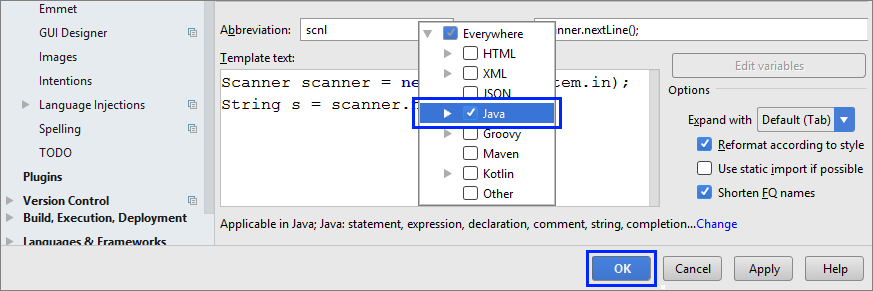 Emmet
GUI Designer
Images
Intentions
Language Injections
Spelling
TODO
Plugins
Version Control
Build, Execution, Deployment
Languages & Frameworks
Abbreviation:
scnl
scanner.nextLine();
Template text:
Scanner scanner = ne
tem.in);
String s = scanner.
Everywhere
HTML
XML
JSON
Java
Groovy
Maven
Kotlin
Other
Edit variables
Options
Expand with
Default (Tab)
Reformat according to style
Use static import if possible
Shorten FQ names
Applicable in Java; Java: statement, expression, declaration, comment, string, completion...Change
OK
Cancel
Apply
Help